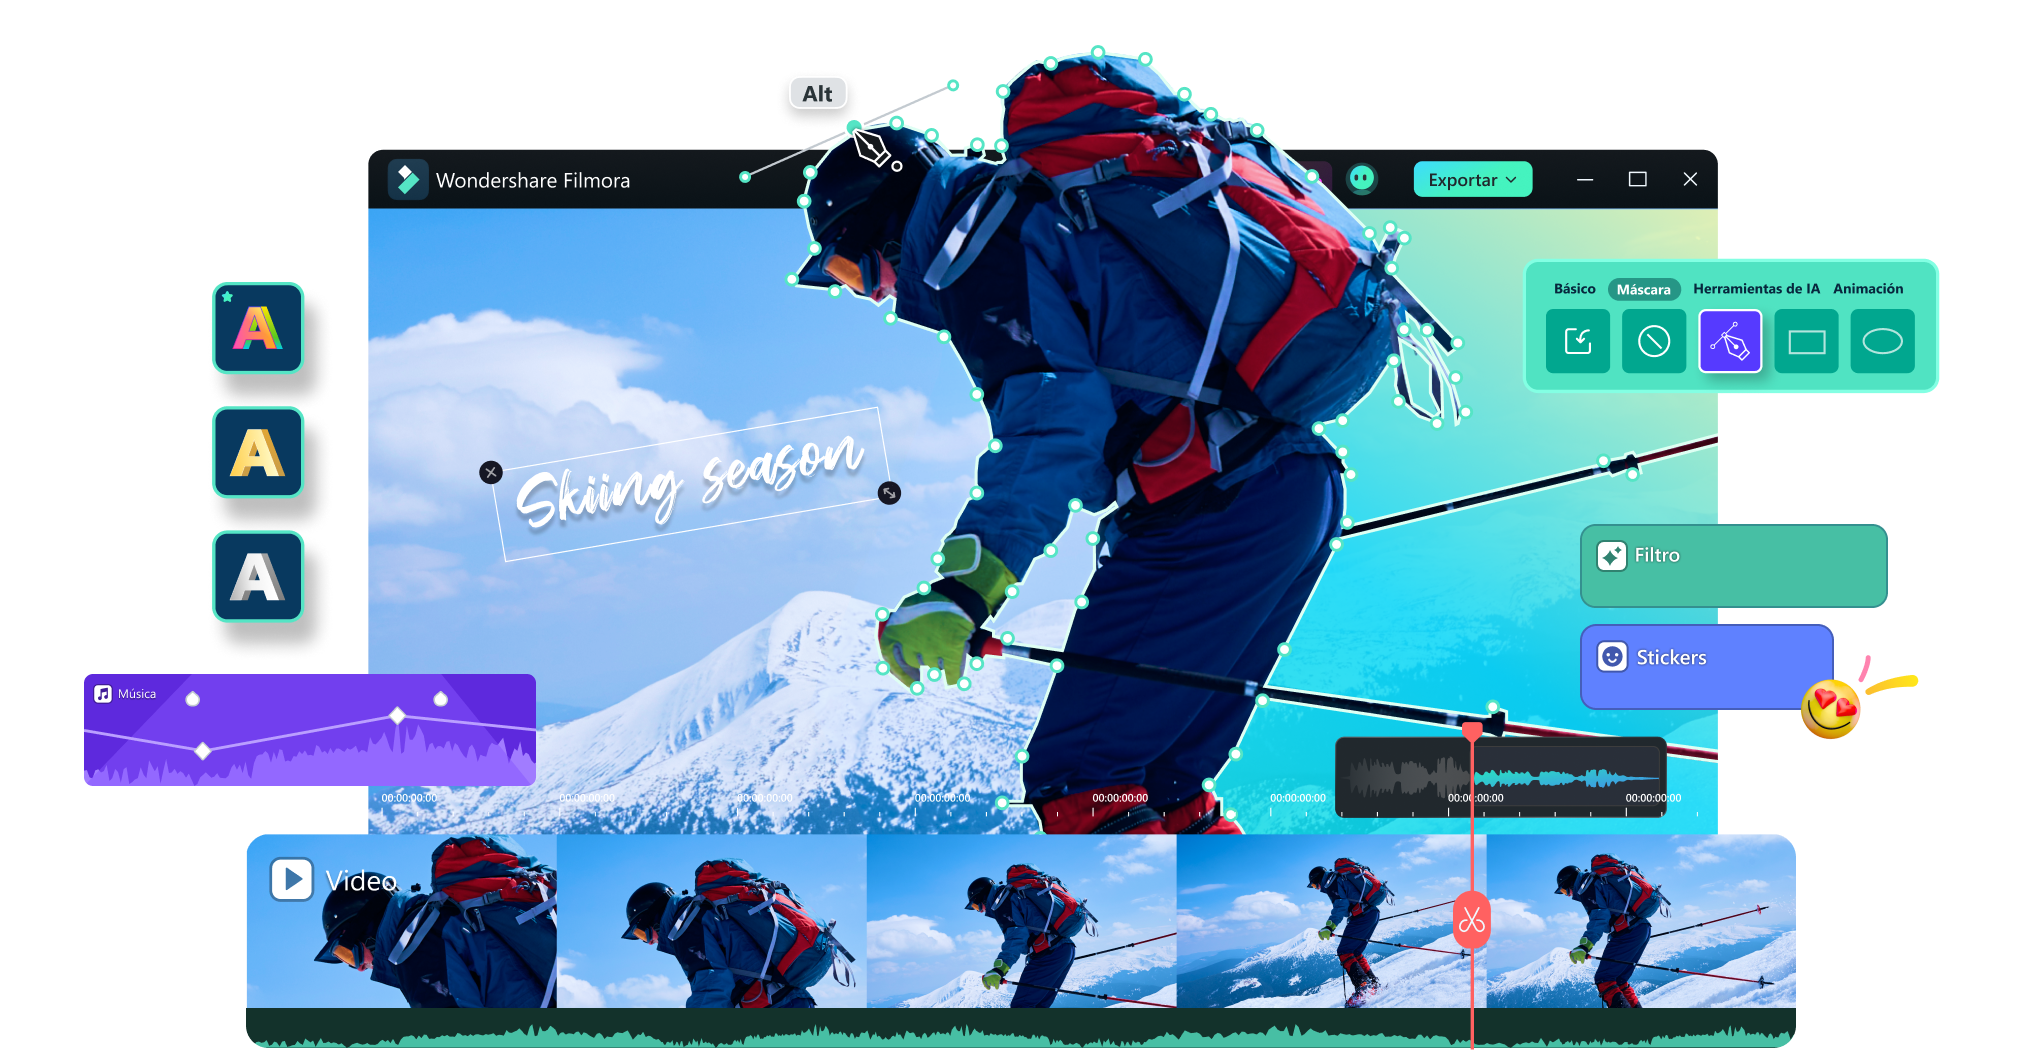 Alt
Wondershare Filmora
Exportar
Básico Máscara Herramientas de IA Animación
A
A
A
Skiing season
Filtro
Stickers
Música
00:00:00:00 00:00:00:00 00:00:00:00 00:00:00:00 00:00:00:00 00:00:00:00 00:00:00:00 00:00:00:00
Video